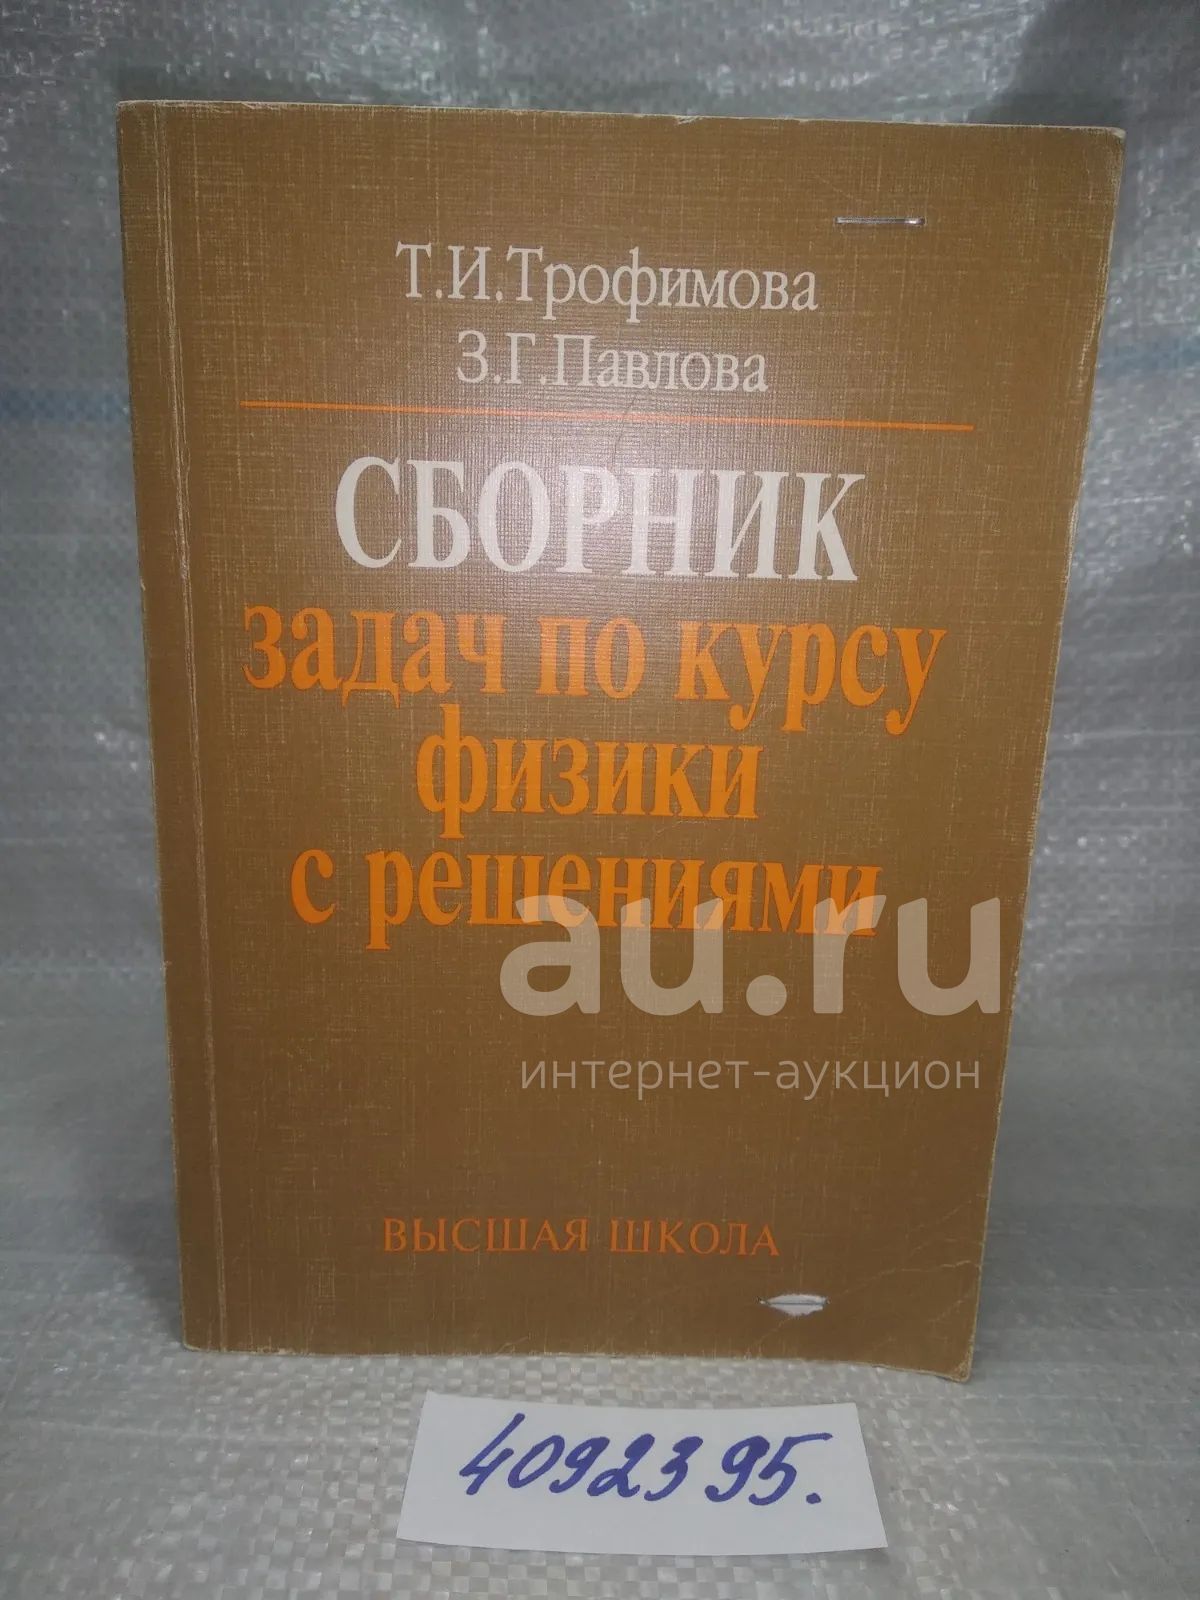 Т.И.Трофимова
З.Г.Павлова
СБОРНИК
задач по курсу
физики
с решениями
au.ru
интернет-аукцион
ВЫСШАЯ ШКОЛА
4092395.